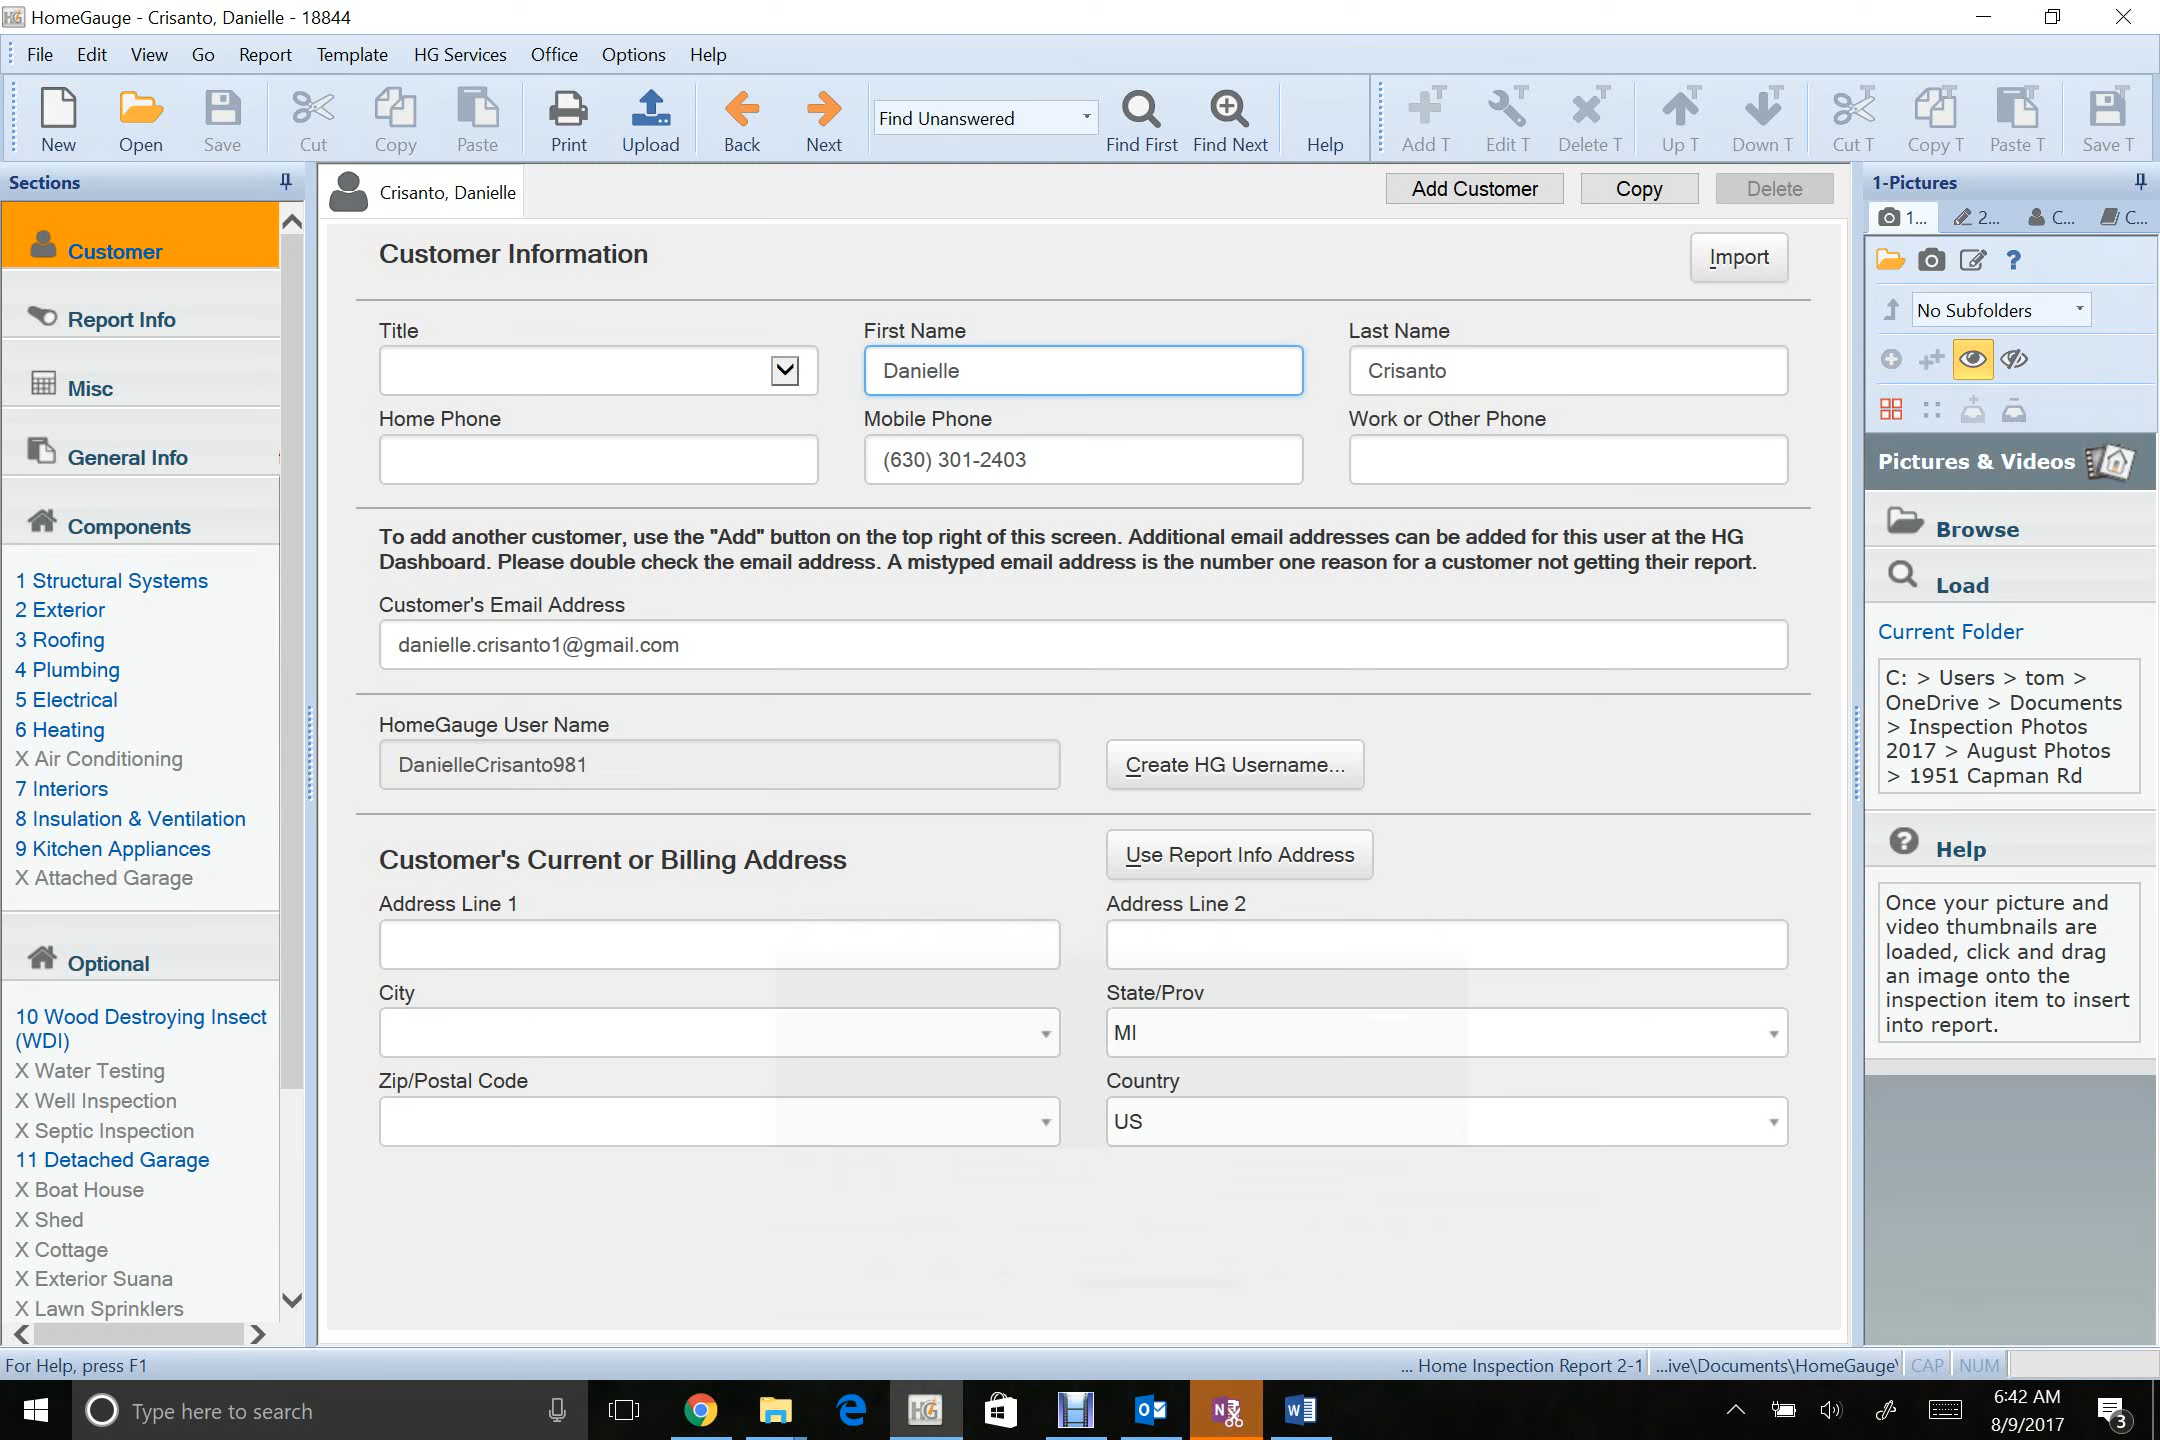 HomeGauge - Crisanto, Danielle - 18844
File Edit View Go Report Template HG Services Office Options Help
New Open Save Cut Copy Paste Print Upload Back Next Find Unanswered Find First Find Next Help Add T Edit T Delete T Up T Down T Cut T Copy T Paste T Save T
Sections
Customer
Report Info
Misc
General Info
Components
1 Structural Systems
2 Exterior
3 Roofing
4 Plumbing
5 Electrical
6 Heating
X Air Conditioning
7 Interiors
8 Insulation & Ventilation
9 Kitchen Appliances
X Attached Garage
Optional
10 Wood Destroying Insect
(WDI)
X Water Testing
X Well Inspection
X Septic Inspection
11 Detached Garage
X Boat House
X Shed
X Cottage
X Exterior Suana
X Lawn Sprinklers
Crisanto, Danielle
Add Customer Copy Delete
Customer Information
Import
Title First Name Last Name
Danielle Crisanto
Home Phone Mobile Phone Work or Other Phone
(630) 301-2403
To add another customer, use the "Add" button on the top right of this screen. Additional email addresses can be added for this user at the HG
Dashboard. Please double check the email address. A mistyped email address is the number one reason for a customer not getting their report.
Customer's Email Address
danielle.crisanto1@gmail.com
HomeGauge User Name
DanielleCrisanto981 Create HG Username...
Customer's Current or Billing Address Use Report Info Address
Address Line 1 Address Line 2
City State/Prov
MI
Zip/Postal Code Country
US
1-Pictures
1... 2... C... C...
No Subfolders
Pictures & Videos
Browse
Load
Current Folder
C: > Users > tom >
OneDrive > Documents
> Inspection Photos
2017 > August Photos
> 1951 Capman Rd
Help
Once your picture and
video thumbnails are
loaded, click and drag
an image onto the
inspection item to insert
into report.
For Help, press F1
... Home Inspection Report 2-1 ...ive\Documents\HomeGauge\ CAP NUM
Type here to search
6:42 AM
8/9/2017
3